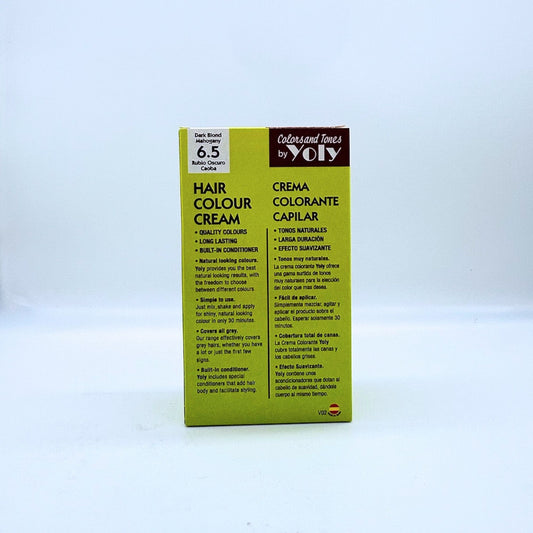 Dark Blond
Mahogany
6.5
Rubio Oscuro
Caoba
Colorsand Tones
by Yoly
HAIR
COLOUR
CREAM
• QUALITY COLOURS
• LONG LASTING
• BUILT-IN CONDITIONER
• Natural looking colours.
Yoly provides you the best
natural looking results, with
the freedom to choose
between different colours
• Simple to use.
Just mix, shake and apply
for shiny, natural looking
colour in only 30 minutes.
• Covers all grey.
Our range effectively covers
grey hairs, whether you have
a lot or just the first few
signs.
• Bulit-in conditioner.
Yoly includes special
conditioners that add hair
body and facilitate styling.
CREMA
COLORANTE
CAPILAR
• TONOS NATURALES
• LARGA DURACIÓN
• EFECTO SUAVIZANTE
• Tonos muy naturales.
La crema colorante Yoly ofrece
una gama surtido de tonos
muy naturales para la elección
del color que mas desea.
• Fácil de aplicar.
Simplemente mezclar, agitar y
aplicar el producto sobre el
cabello. Esperar solamente 30
minutos.
• Cobertura total de canas.
La Crema Colorante Yoly
cubre totalmente las canas y
los cabellos grises.
• Efecto Suavizante.
Yoly contiene unos
acondicionadoras que dotan al
cabello de suavidad, dándole
cuerpo al mismo tiempo.
V02